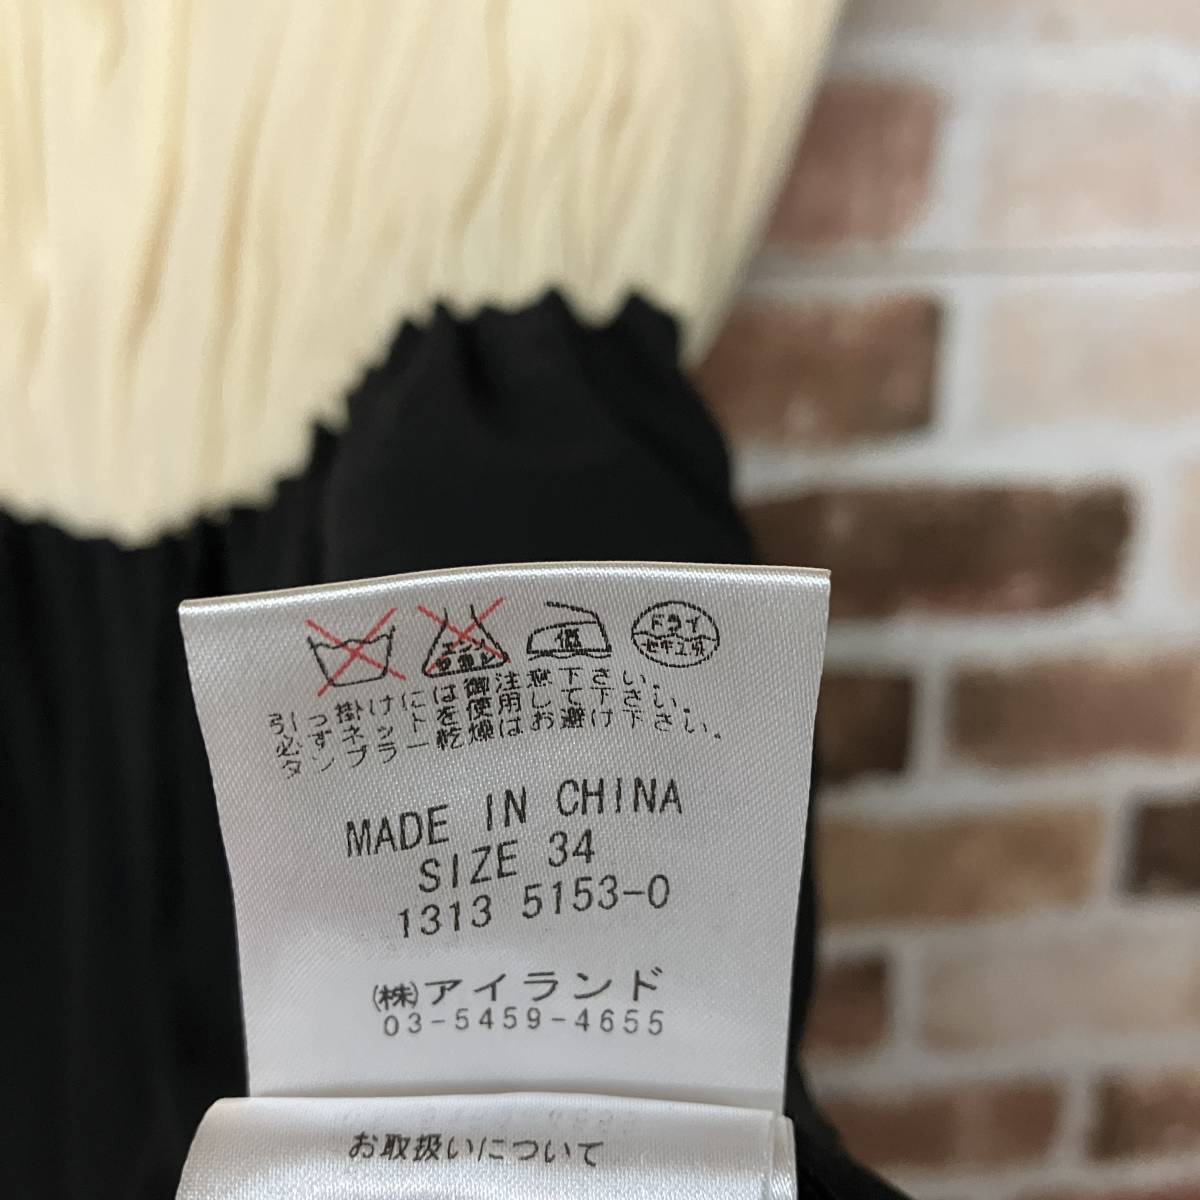 エンソ
サラシ
低
ドライ
セキユ系
引っ掛けには御注意下さい。
必ずネットを使用して下さい。
タンブラー乾燥はお避け下さい。
MADE IN CHINA
SIZE 34
1313 5153-0
(株)アイランド
03-5459-4655
お取扱いについて